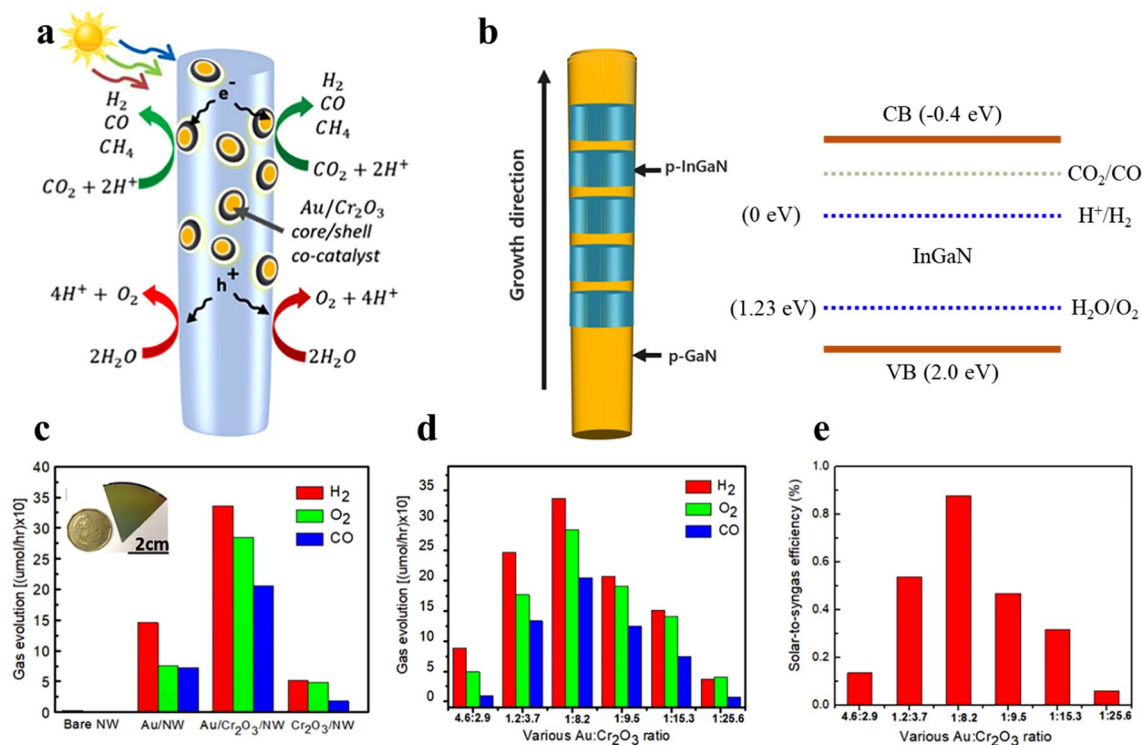 a
e⁻
H₂
CO
CH₄
CO₂ + 2H⁺
H₂
CO
CH₄
CO₂ + 2H⁺
Au/Cr₂O₃
core/shell
co-catalyst
h⁺
4H⁺ + O₂
O₂ + 4H⁺
2H₂O
2H₂O
b
Growth direction
p-InGaN
p-GaN
CB (-0.4 eV)
CO₂/CO
(0 eV)
H⁺/H₂
InGaN
(1.23 eV)
H₂O/O₂
VB (2.0 eV)
c
Gas evolution [(umol/hr)x10]
40
35
30
25
20
15
10
5
0
2cm
H₂
O₂
CO
Bare NW
Au/NW
Au/Cr₂O₃/NW
Cr₂O₃/NW
d
Gas evolution [(umol/hr)x10]
35
30
25
20
15
10
5
0
H₂
O₂
CO
4.6:2.9
1.2:3.7
1:8.2
1:9.5
1:15.3
1:25.6
Various Au:Cr₂O₃ ratio
e
Solar-to-syngas efficiency (%)
1.0
0.8
0.6
0.4
0.2
0.0
4.6:2.9
1.2:3.7
1:8.2
1:9.5
1:15.3
1:25.6
Various Au:Cr₂O₃ ratio